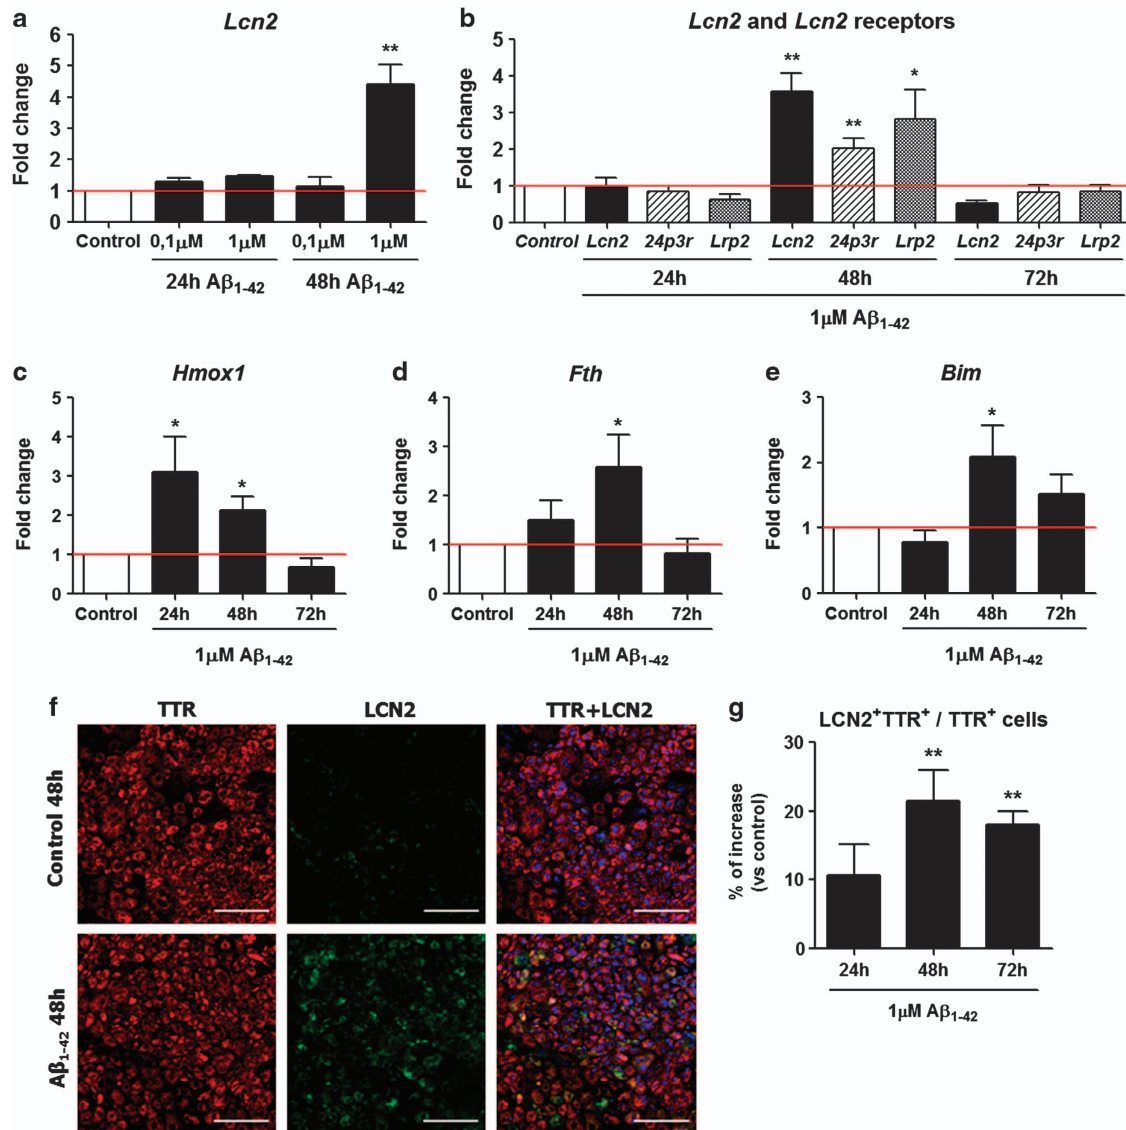 a
Lcn2
Fold change
6
5
4
3
2
1
0
**
Control
0,1µM
1µM
0,1µM
1µM
24h Aβ1-42
48h Aβ1-42
b
Lcn2 and Lcn2 receptors
Fold change
5
4
3
2
1
0
**
**
*
Control
Lcn2
24p3r
Lrp2
Lcn2
24p3r
Lrp2
Lcn2
24p3r
Lrp2
24h
48h
72h
1µM Aβ1-42
c
Hmox1
Fold change
5
4
3
2
1
0
*
*
Control
24h
48h
72h
1µM Aβ1-42
d
Fth
Fold change
4
3
2
1
0
*
Control
24h
48h
72h
1µM Aβ1-42
e
Bim
Fold change
3
2
1
0
*
Control
24h
48h
72h
1µM Aβ1-42
f
TTR
LCN2
TTR+LCN2
Control 48h
Aβ1-42 48h
g
LCN2+TTR+ / TTR+ cells
% of increase
(vs control)
30
20
10
0
**
**
24h
48h
72h
1µM Aβ1-42